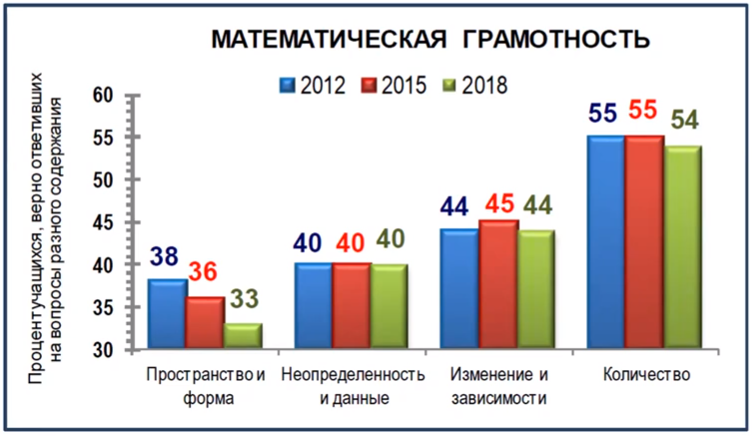 МАТЕМАТИЧЕСКАЯ ГРАМОТНОСТЬ
2012 2015 2018
Процент учащихся, верно ответивших
на вопросы разного содержания
60
55
50
45
40
35
30
38 36 33
40 40 40
44 45 44
55 55 54
Пространство и
форма
Неопределенность
и данные
Изменение и
зависимости
Количество